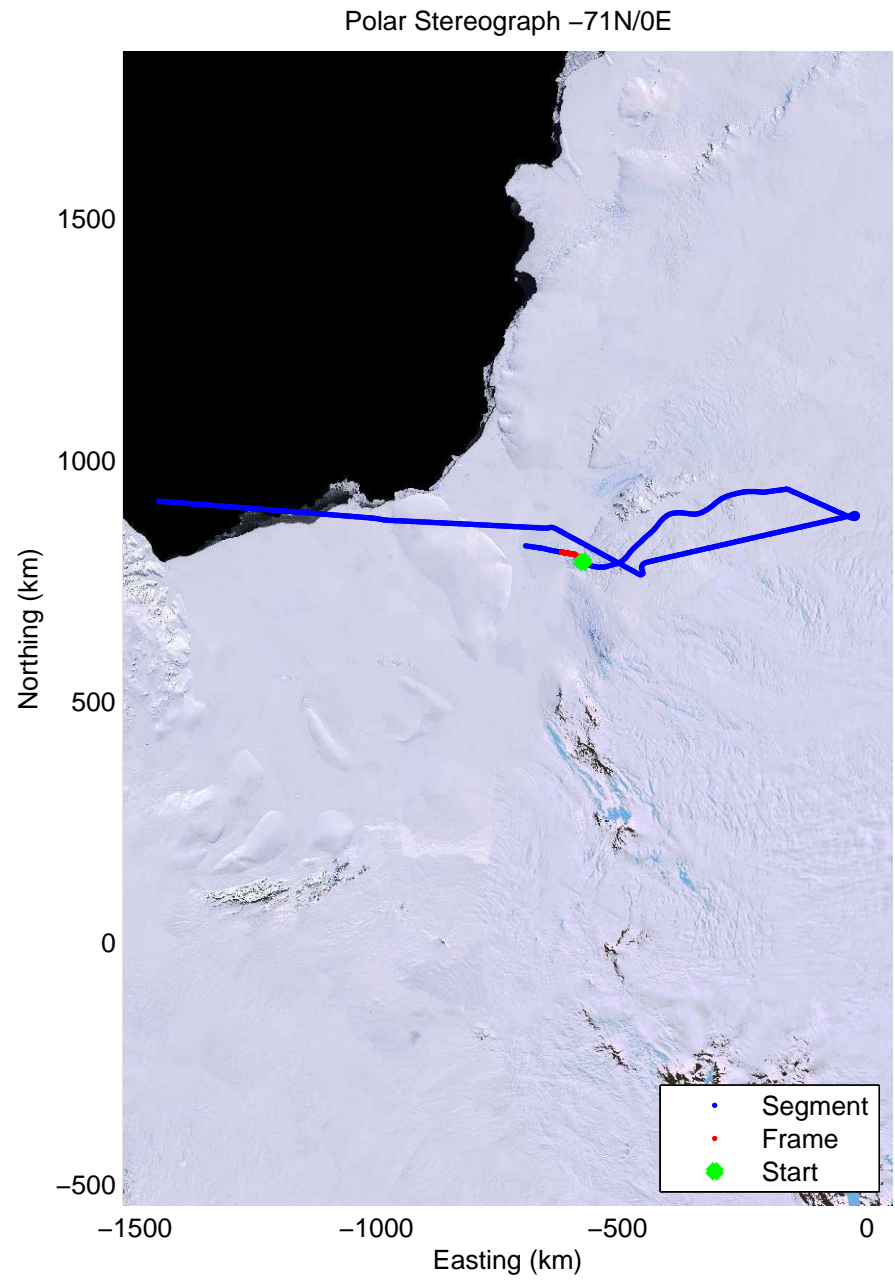 Polar Stereograph −71N/0E
1500
1000
500
0
−500
Northing (km)
−1500
−1000
−500
0
Easting (km)
Segment
Frame
Start